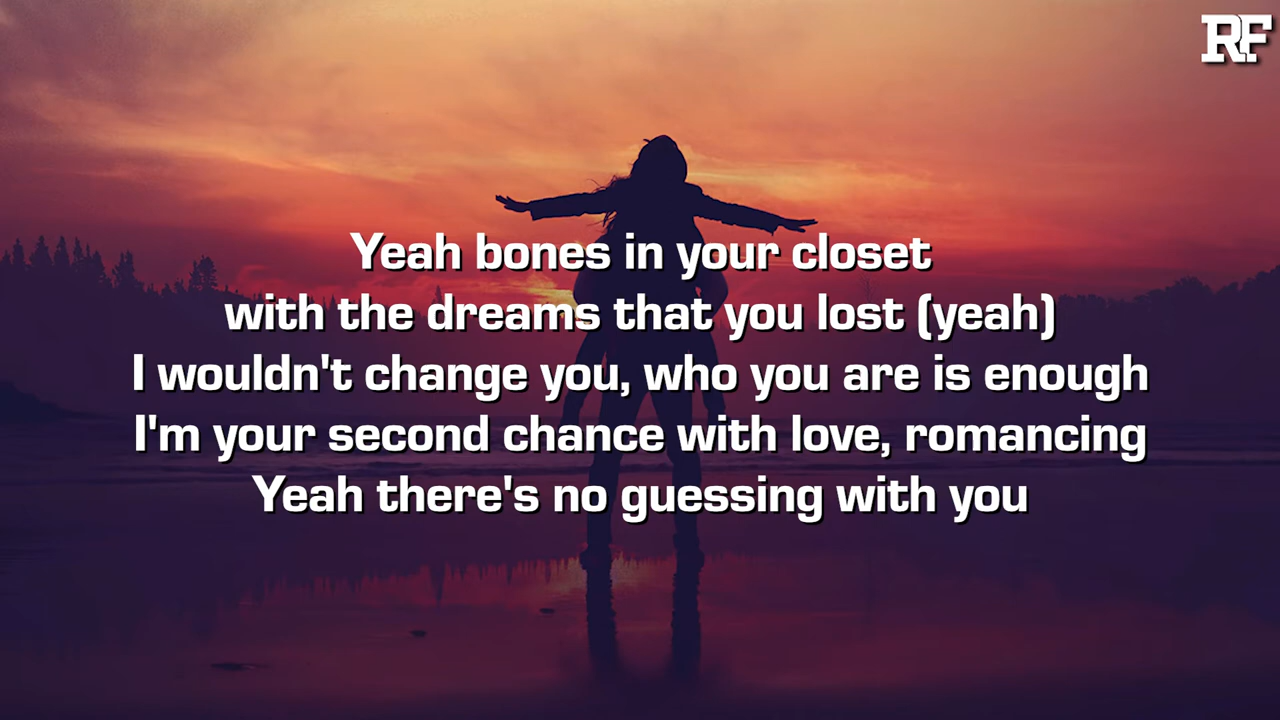 RF
Yeah bones in your closet
with the dreams that you lost (yeah)
I wouldn't change you, who you are is enough
I'm your second chance with love, romancing
Yeah there's no guessing with you